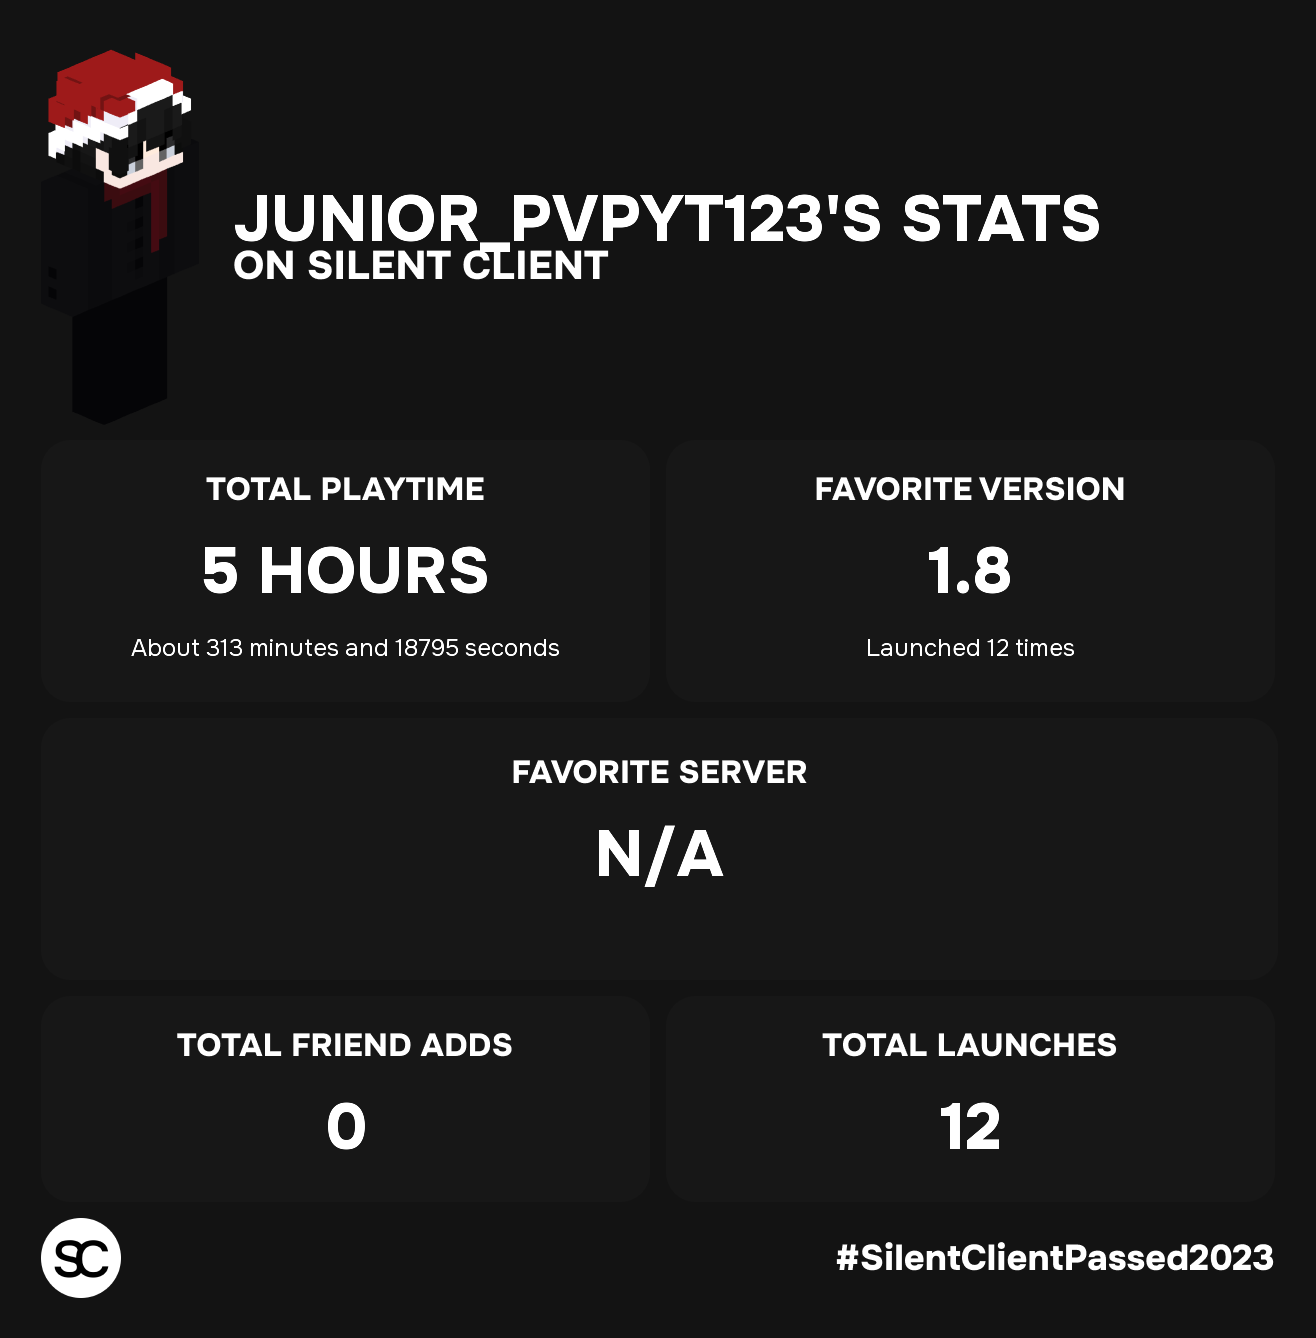 JUNIOR_PVPYT123'S STATS
ON SILENT CLIENT
TOTAL PLAYTIME
5 HOURS
About 313 minutes and 18795 seconds
FAVORITE VERSION
1.8
Launched 12 times
FAVORITE SERVER
N/A
TOTAL FRIEND ADDS
0
TOTAL LAUNCHES
12
SC
#SilentClientPassed2023